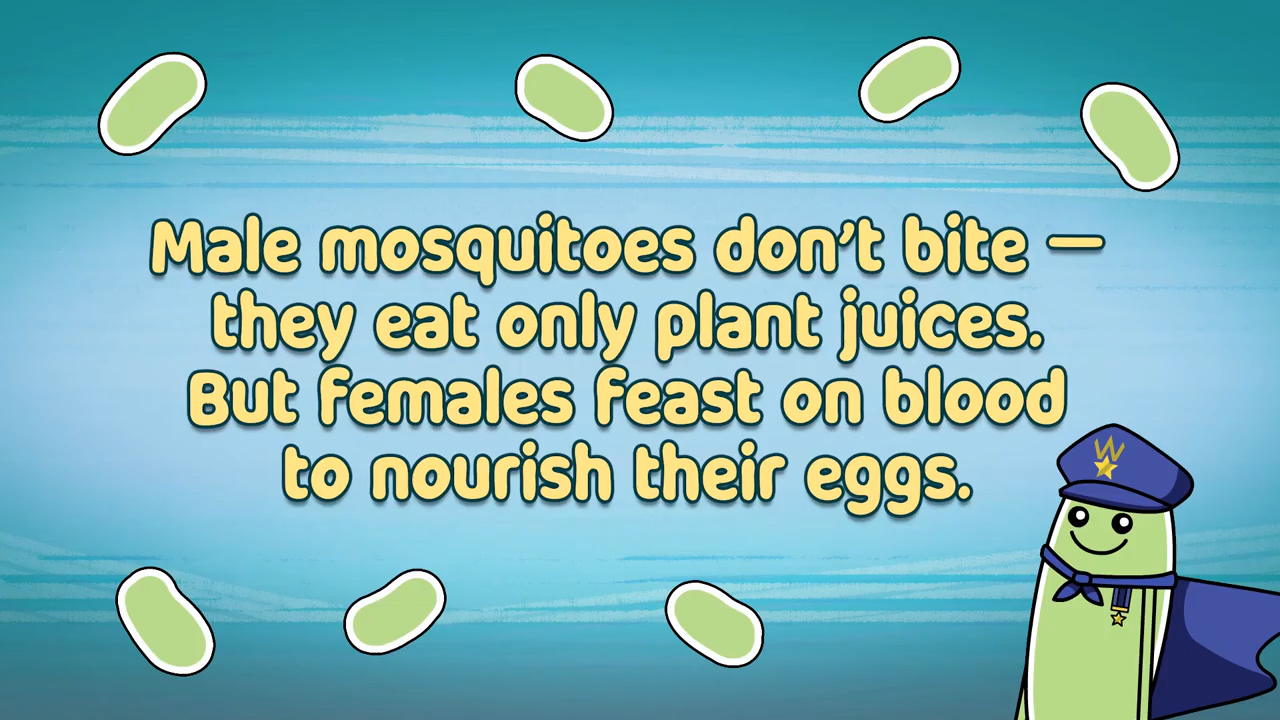 Male mosquitoes don't bite —
they eat only plant juices.
But females feast on blood
to nourish their eggs.
W